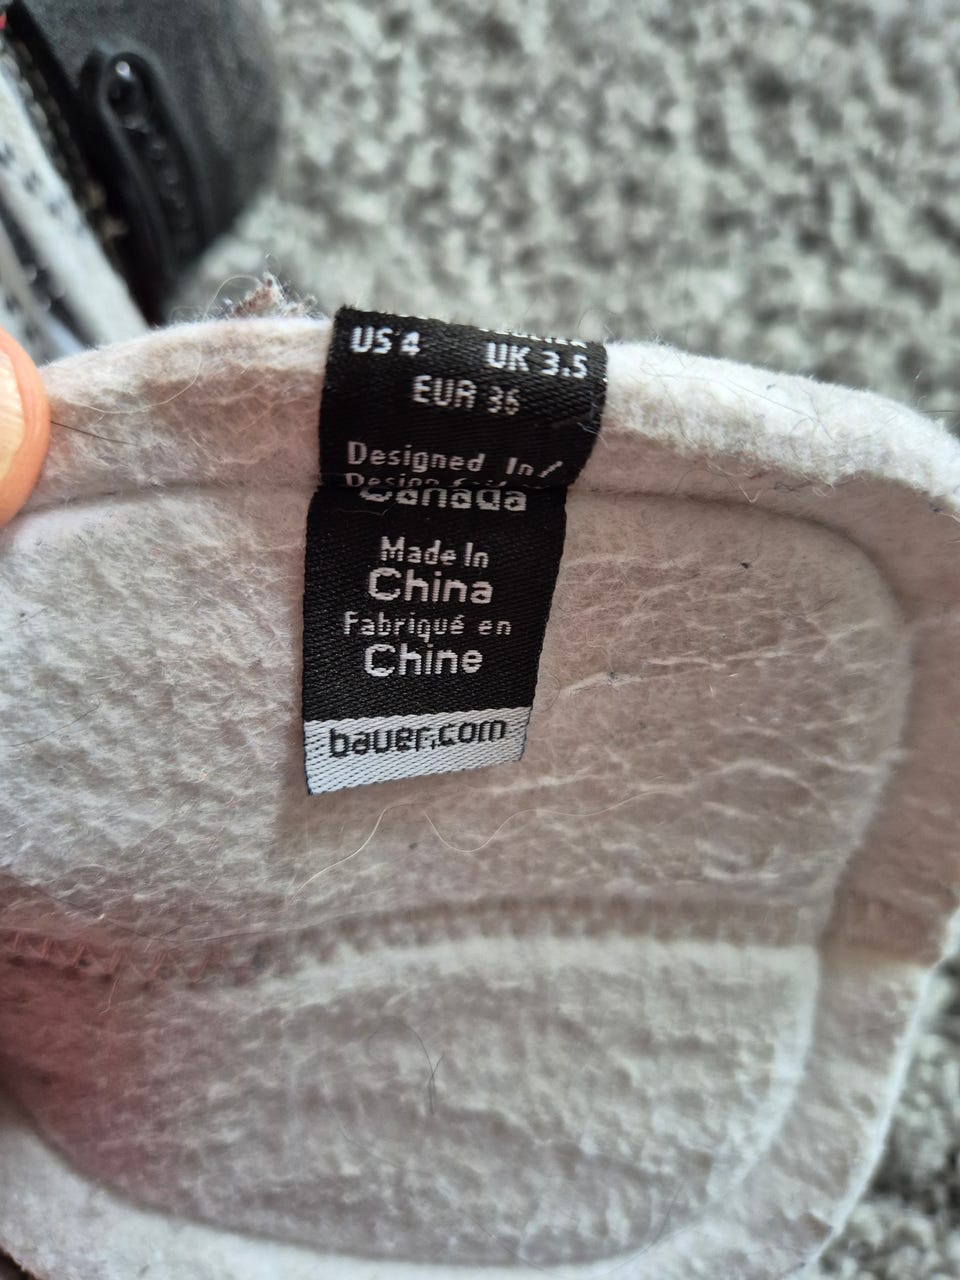 US 4 UK 3.5
EUR 36
Designed In /
Canada
Made In
China
Fabriqué en
Chine
bauer.com